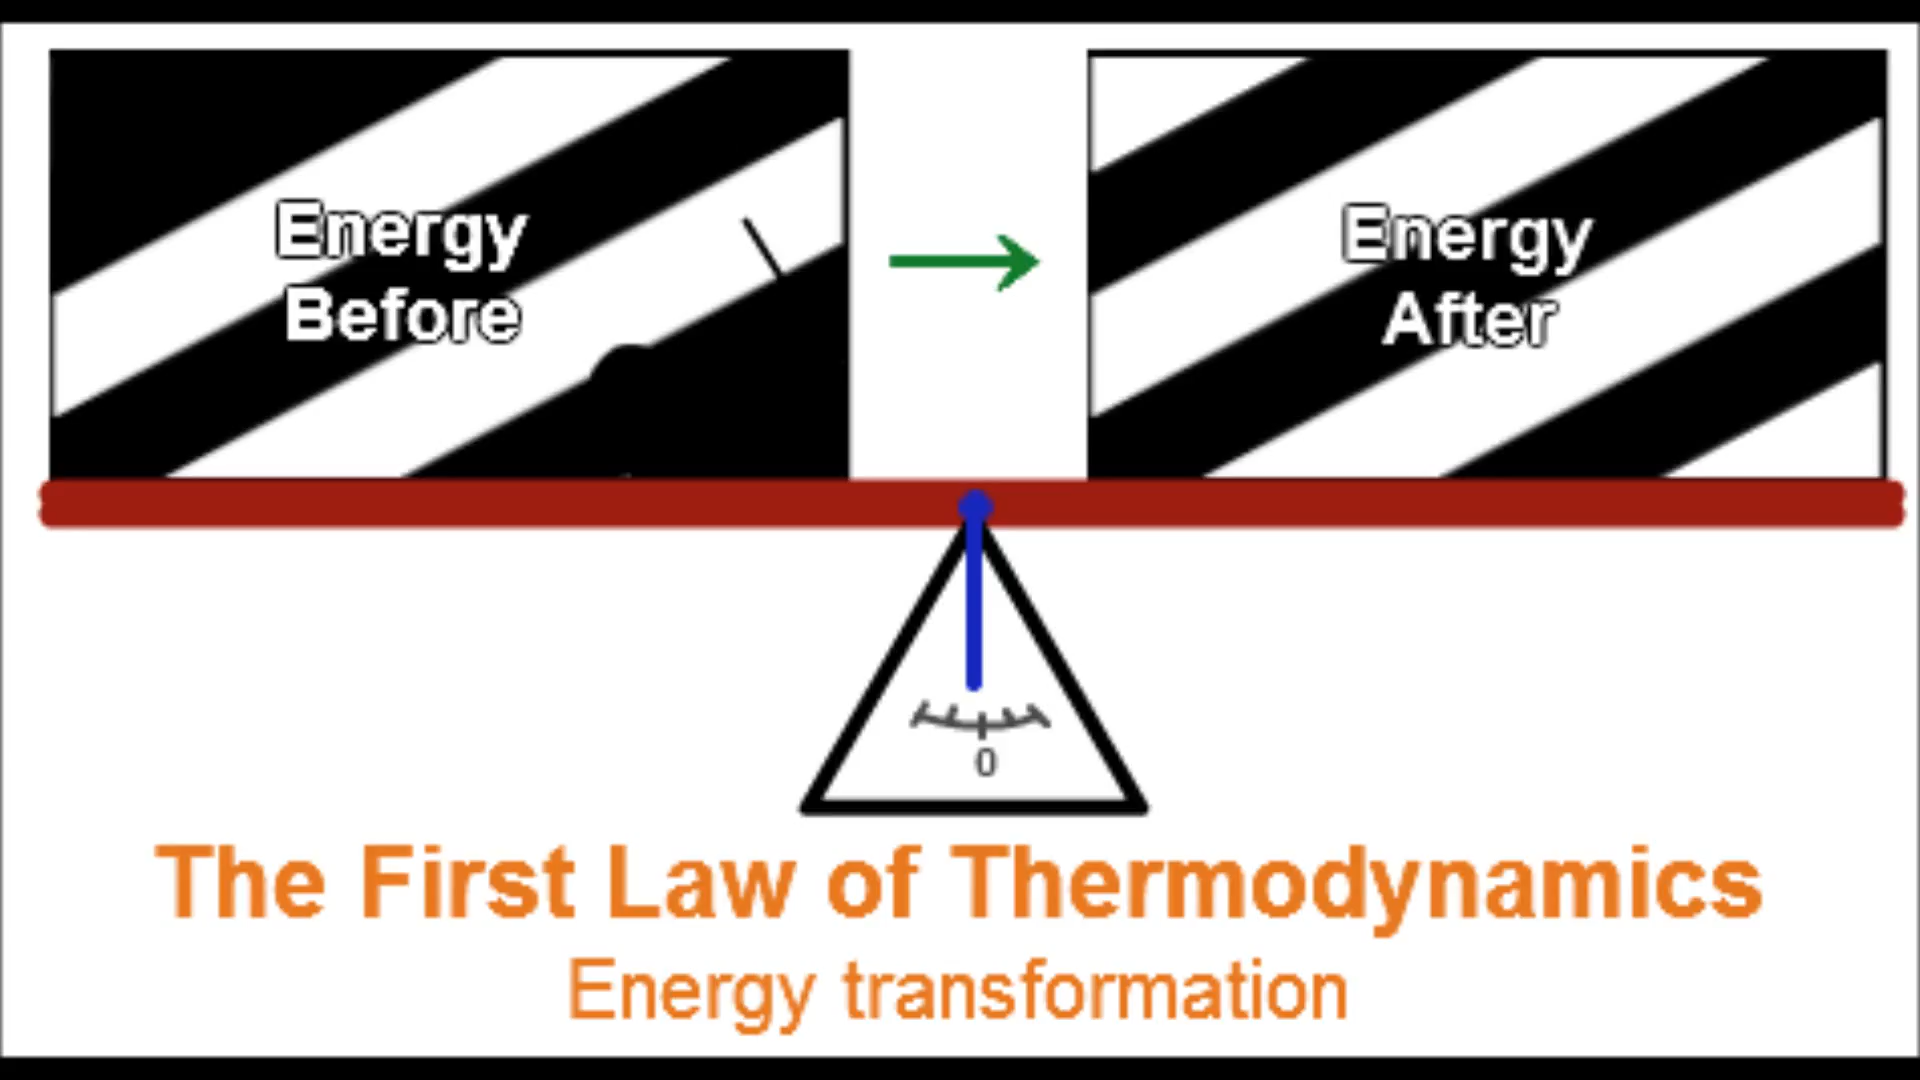 Energy
Before
Energy
After
0
The First Law of Thermodynamics
Energy transformation